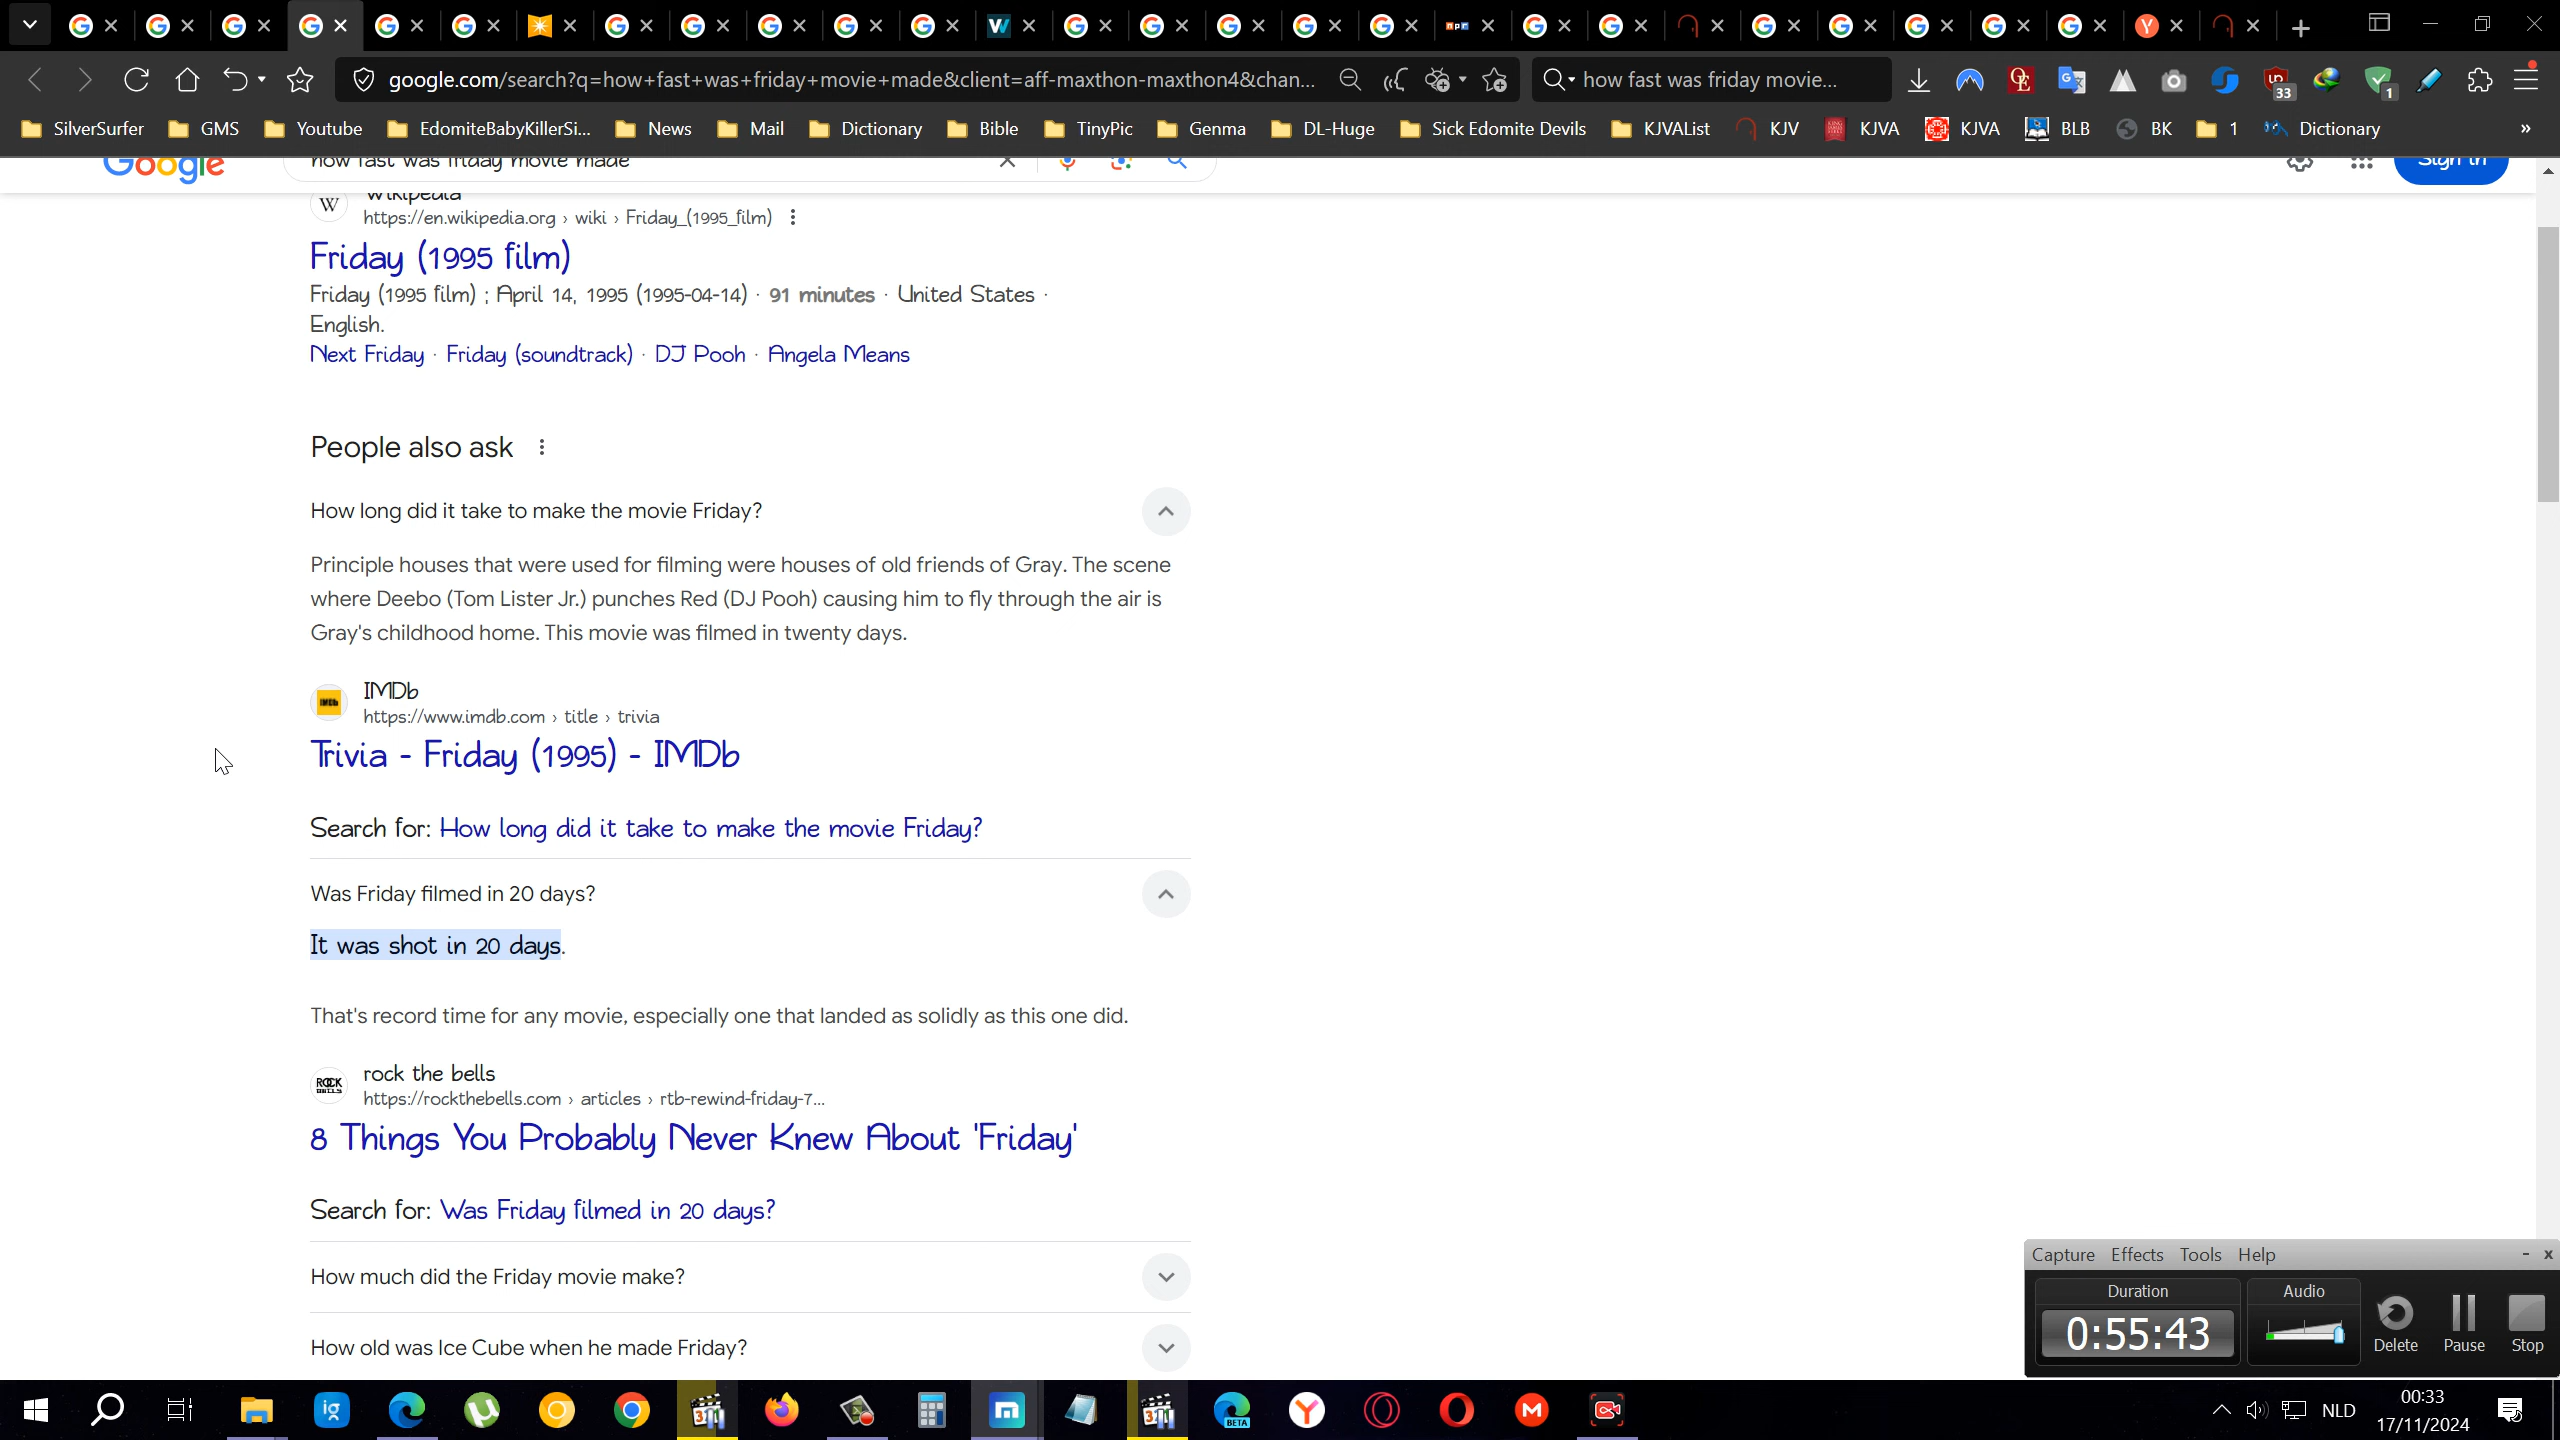 google.com/search?q=how+fast+was+friday+movie+made&client=aff-maxthon-maxthon4&chan...
how fast was friday movie...
33
1
SilverSurfer
GMS
Youtube
EdomiteBabyKillerSi...
News
Mail
Dictionary
Bible
TinyPic
Genma
DL-Huge
Sick Edomite Devils
KJVAList
KJV
KJVA
KJVA
BLB
BK
1
Dictionary
»
Google
how fast was friday movie made
Sign in
W
Wikipedia
https://en.wikipedia.org › wiki › Friday_(1995_film)
Friday (1995 film)
Friday (1995 film) ; April 14, 1995 (1995-04-14) · 91 minutes · United States ·
English.
Next Friday · Friday (soundtrack) · DJ Pooh · Angela Means
People also ask
How long did it take to make the movie Friday?
Principle houses that were used for filming were houses of old friends of Gray. The scene
where Deebo (Tom Lister Jr.) punches Red (DJ Pooh) causing him to fly through the air is
Gray's childhood home. This movie was filmed in twenty days.
IMDb
https://www.imdb.com › title › trivia
Trivia - Friday (1995) - IMDb
Search for: How long did it take to make the movie Friday?
Was Friday filmed in 20 days?
It was shot in 20 days.
That's record time for any movie, especially one that landed as solidly as this one did.
rock the bells
https://rockthebells.com › articles › rtb-rewind-friday-7...
8 Things You Probably Never Knew About 'Friday'
Search for: Was Friday filmed in 20 days?
How much did the Friday movie make?
How old was Ice Cube when he made Friday?
Capture Effects Tools Help
- x
Duration
Audio
0:55:43
Delete
Pause
Stop
NLD
00:33
17/11/2024